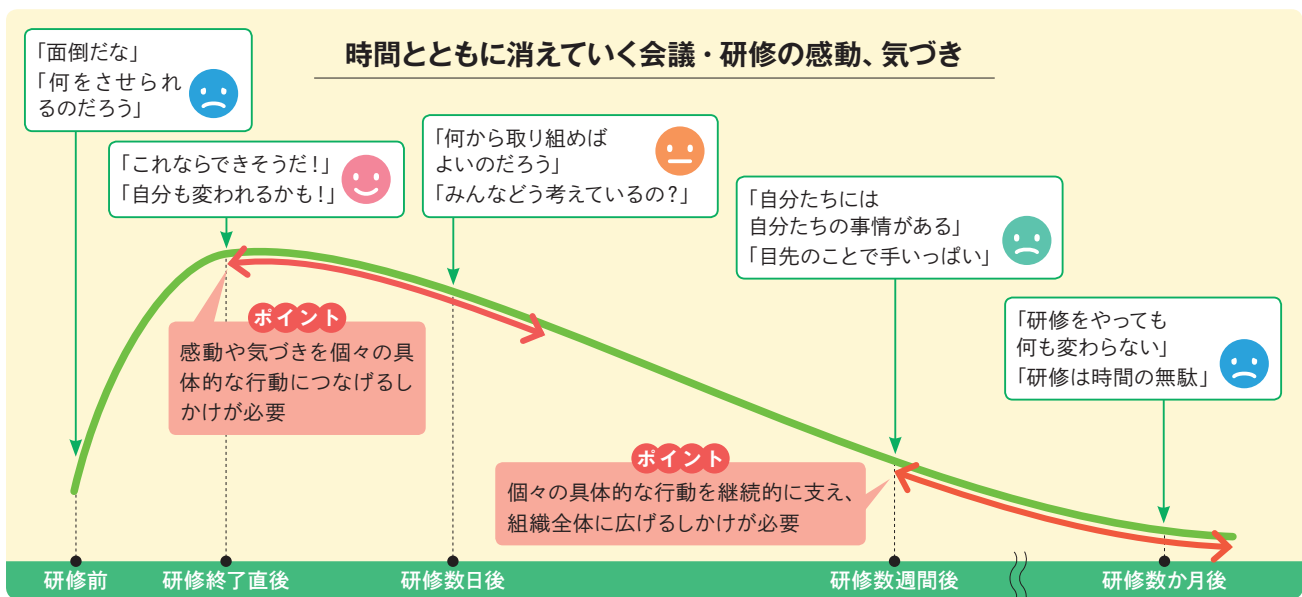 時間とともに消えていく会議・研修の感動、気づき
「面倒だな」
「何をさせられ
るのだろう」
「これならできそうだ！」
「自分も変われるかも！」
「何から取り組めば
よいのだろう」
「みんなどう考えているの？」
「自分たちには
自分たちの事情がある」
「目先のことで手いっぱい」
「研修をやっても
何も変わらない」
「研修は時間の無駄」
ポイント
感動や気づきを個々の具
体的な行動につなげるし
かけが必要
ポイント
個々の具体的な行動を継続的に支え、
組織全体に広げるしかけが必要
研修前
研修終了直後
研修数日後
研修数週間後
研修数か月後